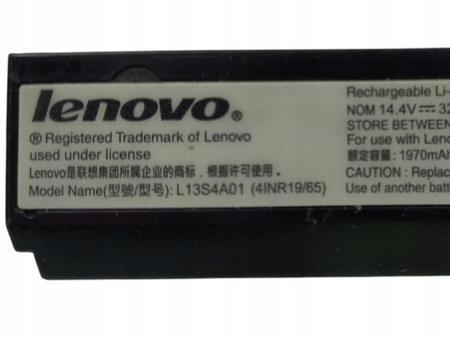 lenovo®
® Registered Trademark of Lenovo
used under license
Lenovo是联想集团所属企业的商标，根据许可使用。
Model Name(型號/型号): L13S4A01 (4INR19/65)
Rechargeable Li-
NOM 14.4V⎓ 32
STORE BETWEEN
For use with Leno
額定容量: 1970mAh
CAUTION : Replac
Use of another batt